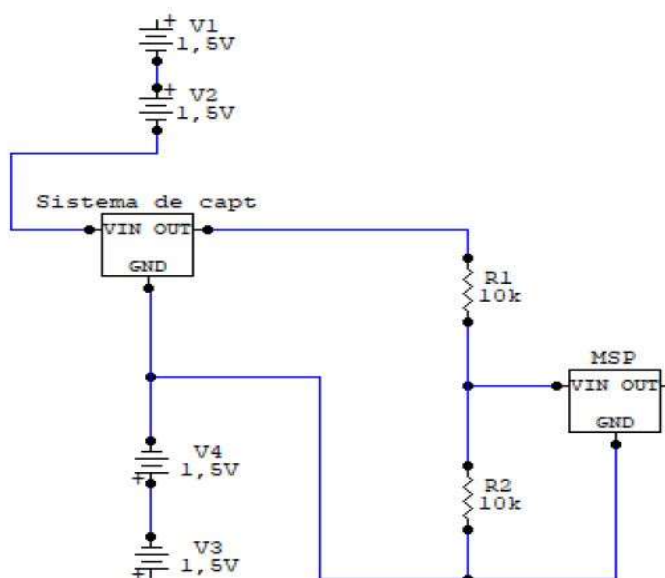 + V1
1,5V
+ V2
1,5V
Sistema de capt
VIN OUT
GND
R1
10k
MSP
VIN OUT
GND
V4
+ 1,5V
R2
10k
V3
+ 1,5V